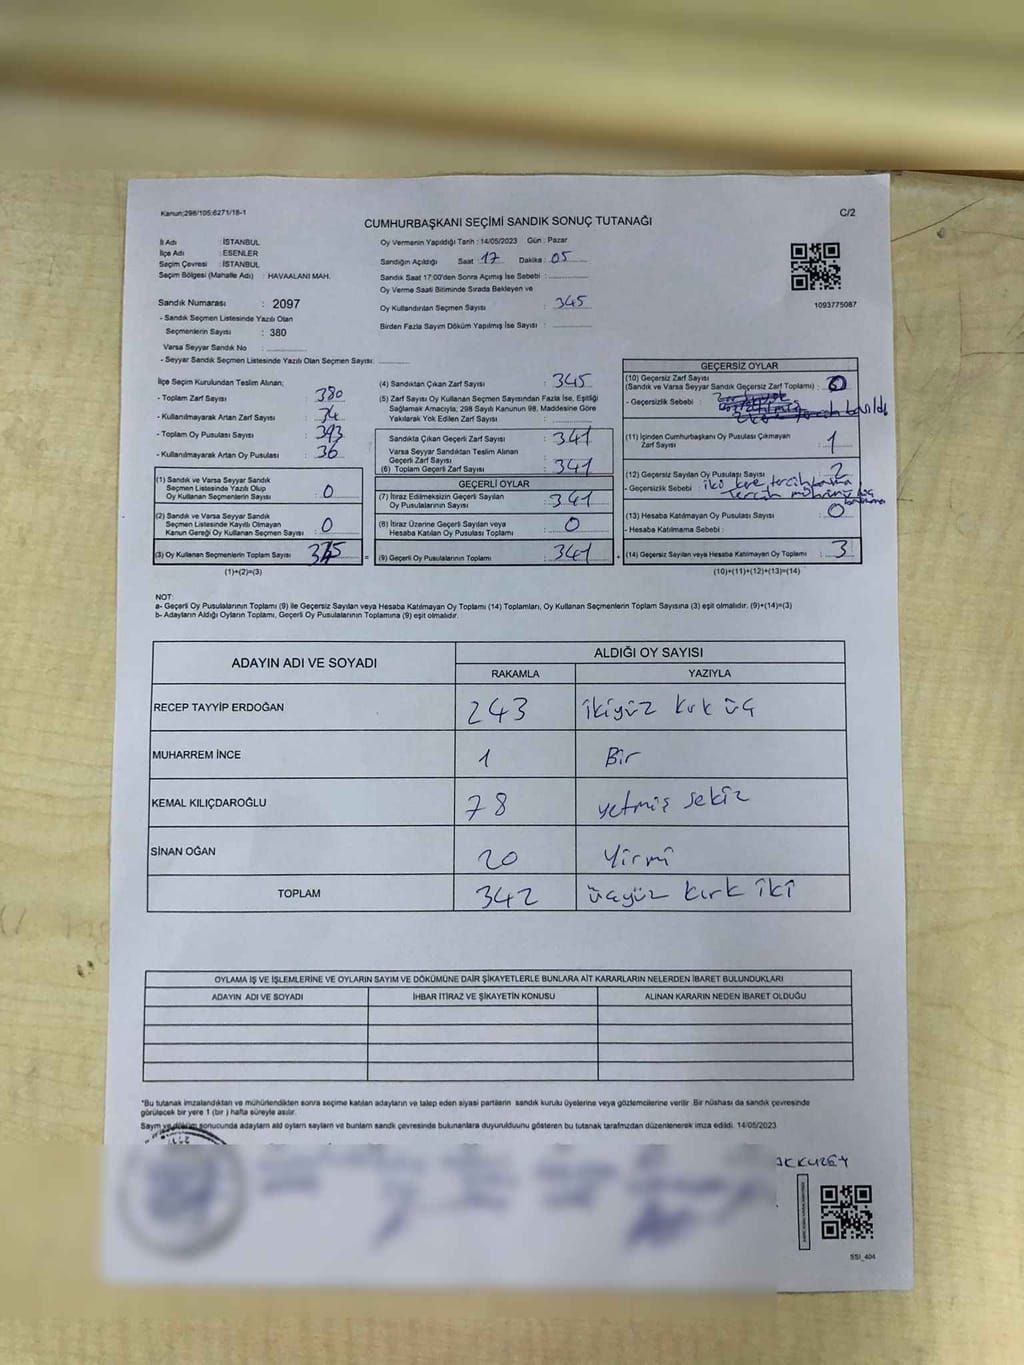 Kanun:298/105;6271/18-1
C/2
CUMHURBAŞKANI SEÇİMİ SANDIK SONUÇ TUTANAĞI
İl Adı : İSTANBUL
İlçe Adı : ESENLER
Seçim Çevresi : İSTANBUL
Seçim Bölgesi (Mahalle Adı) : HAVAALANI MAH.
Sandık Numarası : 2097
- Sandık Seçmen Listesinde Yazılı Olan
Seçmenlerin Sayısı : 380
Varsa Seyyar Sandık No :
- Seyyar Sandık Seçmen Listesinde Yazılı Olan Seçmen Sayısı:
Oy Vermenin Yapıldığı Tarih : 14/05/2023 Gün : Pazar
Sandığın Açıldığı Saat : 17 Dakika : 05
Sandık Saat 17:00'den Sonra Açımış İse Sebebi :
Oy Verme Saati Bitiminde Sırada Bekleyen ve
Oy Kullandırılan Seçmen Sayısı : 345
Birden Fazla Sayım Döküm Yapılmış İse Sayısı :
1093775087
İlçe Seçim Kurulundan Teslim Alınan;
- Toplam Zarf Sayısı : 380
- Kullanılmayarak Artan Zarf Sayısı : 34
- Toplam Oy Pusulası Sayısı : 393
- Kullanılmayarak Artan Oy Pusulası : 36
(1) Sandık ve Varsa Seyyar Sandık
Seçmen Listesinde Yazılı Olup
Oy Kullanan Seçmenlerin Sayısı : 0
(2) Sandık ve Varsa Seyyar Sandık
Seçmen Listesinde Kayıtlı Olmayan
Kanun Gereği Oy Kullanan Seçmen Sayısı : 0
(3) Oy Kullanan Seçmenlerin Toplam Sayısı : 345 =
(1)+(2)=(3)
(4) Sandıktan Çıkan Zarf Sayısı : 345
(5) Zarf Sayısı Oy Kullanan Seçmen Sayısından Fazla İse, Eşitliği
Sağlamak Amacıyla; 298 Sayılı Kanunun 98. Maddesine Göre
Yakılarak Yok Edilen Zarf Sayısı :
Sandıkta Çıkan Geçerli Zarf Sayısı : 341
Varsa Seyyar Sandıktan Teslim Alınan
Geçerli Zarf Sayısı :
(6) Toplam Geçerli Zarf Sayısı : 341
GEÇERLİ OYLAR
(7) İtiraz Edilmeksizin Geçerli Sayılan
Oy Pusulalarının Sayısı : 341
(8) İtiraz Üzerine Geçerli Sayılan veya
Hesaba Katılan Oy Pusulası Toplamı : 0
(9) Geçerli Oy Pusulalarının Toplamı : 341 +
GEÇERSİZ OYLAR
(10) Geçersiz Zarf Sayısı
(Sandık ve Varsa Seyyar Sandık Geçersiz Zarf Toplamı) : 0
- Geçersizlik Sebebi :
(11) İçinden Cumhurbaşkanı Oy Pusulası Çıkmayan
Zarf Sayısı : 1
(12) Geçersiz Sayılan Oy Pusulası Sayısı : 2
- Geçersizlik Sebebi : iki kere tercih basma
Tercih mührü hiç
basmama
(13) Hesaba Katılmayan Oy Pusulası Sayısı : 0
- Hesaba Katılmama Sebebi :
(14) Geçersiz Sayılan veya Hesaba Katılmayan Oy Toplamı : 3
(10)+(11)+(12)+(13)=(14)
NOT:
a- Geçerli Oy Pusulalarının Toplamı (9) ile Geçersiz Sayılan veya Hesaba Katılmayan Oy Toplamı (14) Toplamları, Oy Kullanan Seçmenlerin Toplam Sayısına (3) eşit olmalıdır. (9)+(14)=(3)
b- Adayların Aldığı Oyların Toplamı, Geçerli Oy Pusulalarının Toplamına (9) eşit olmalıdır.
ADAYIN ADI VE SOYADI
ALDIĞI OY SAYISI
RAKAMLA YAZIYLA
RECEP TAYYİP ERDOĞAN 243 ikiyüz kırk üç
MUHARREM İNCE 1 Bir
KEMAL KILIÇDAROĞLU 78 yetmiş sekiz
SİNAN OĞAN 20 Yirmi
TOPLAM 342 üçyüz kırk iki
OYLAMA İŞ VE İŞLEMLERİNE VE OYLARIN SAYIM VE DÖKÜMÜNE DAİR ŞİKAYETLERLE BUNLARA AİT KARARLARIN NELERDEN İBARET BULUNDUKLARI
ADAYIN ADI VE SOYADI İHBAR İTİRAZ VE ŞİKAYETİN KONUSU ALINAN KARARIN NEDEN İBARET OLDUĞU
*Bu tutanak imzalandıktan ve mühürlendikten sonra seçime katılan adayların ve talep eden siyasi partilerin sandık kurulu üyelerine veya gözlemcilerine verilir. Bir nüshası da sandık çevresinde
görülecek bir yere 1 (bir ) hafta süreyle asılır.
Sayım ve döküm sonucunda adayların aldı oyların sayıların ve bunların sandık çevresinde bulunanlara duyurulduunu gösteren bu tutanak tarafımızdan düzenlenerek imza edildi. 14/05/2023
SSI_404